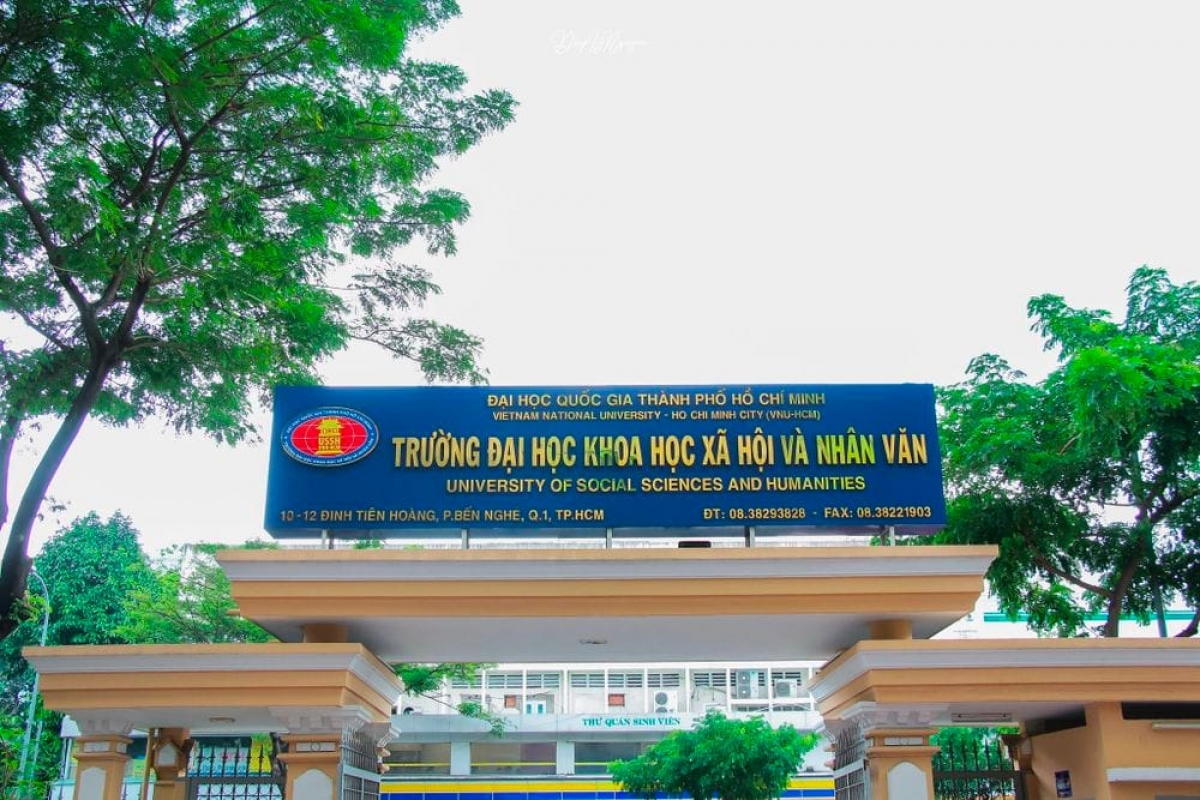 ĐẠI HỌC QUỐC GIA THÀNH PHỐ HỒ CHÍ MINH
VIETNAM NATIONAL UNIVERSITY - HO CHI MINH CITY (VNU-HCM)
TRƯỜNG ĐẠI HỌC KHOA HỌC XÃ HỘI VÀ NHÂN VĂN
UNIVERSITY OF SOCIAL SCIENCES AND HUMANITIES
USSH
10-12 ĐINH TIÊN HOÀNG, P.BẾN NGHÉ, Q.1, TP.HCM
ĐT: 08.38293828 - FAX: 08.38221903
THƯ QUÁN SINH VIÊN